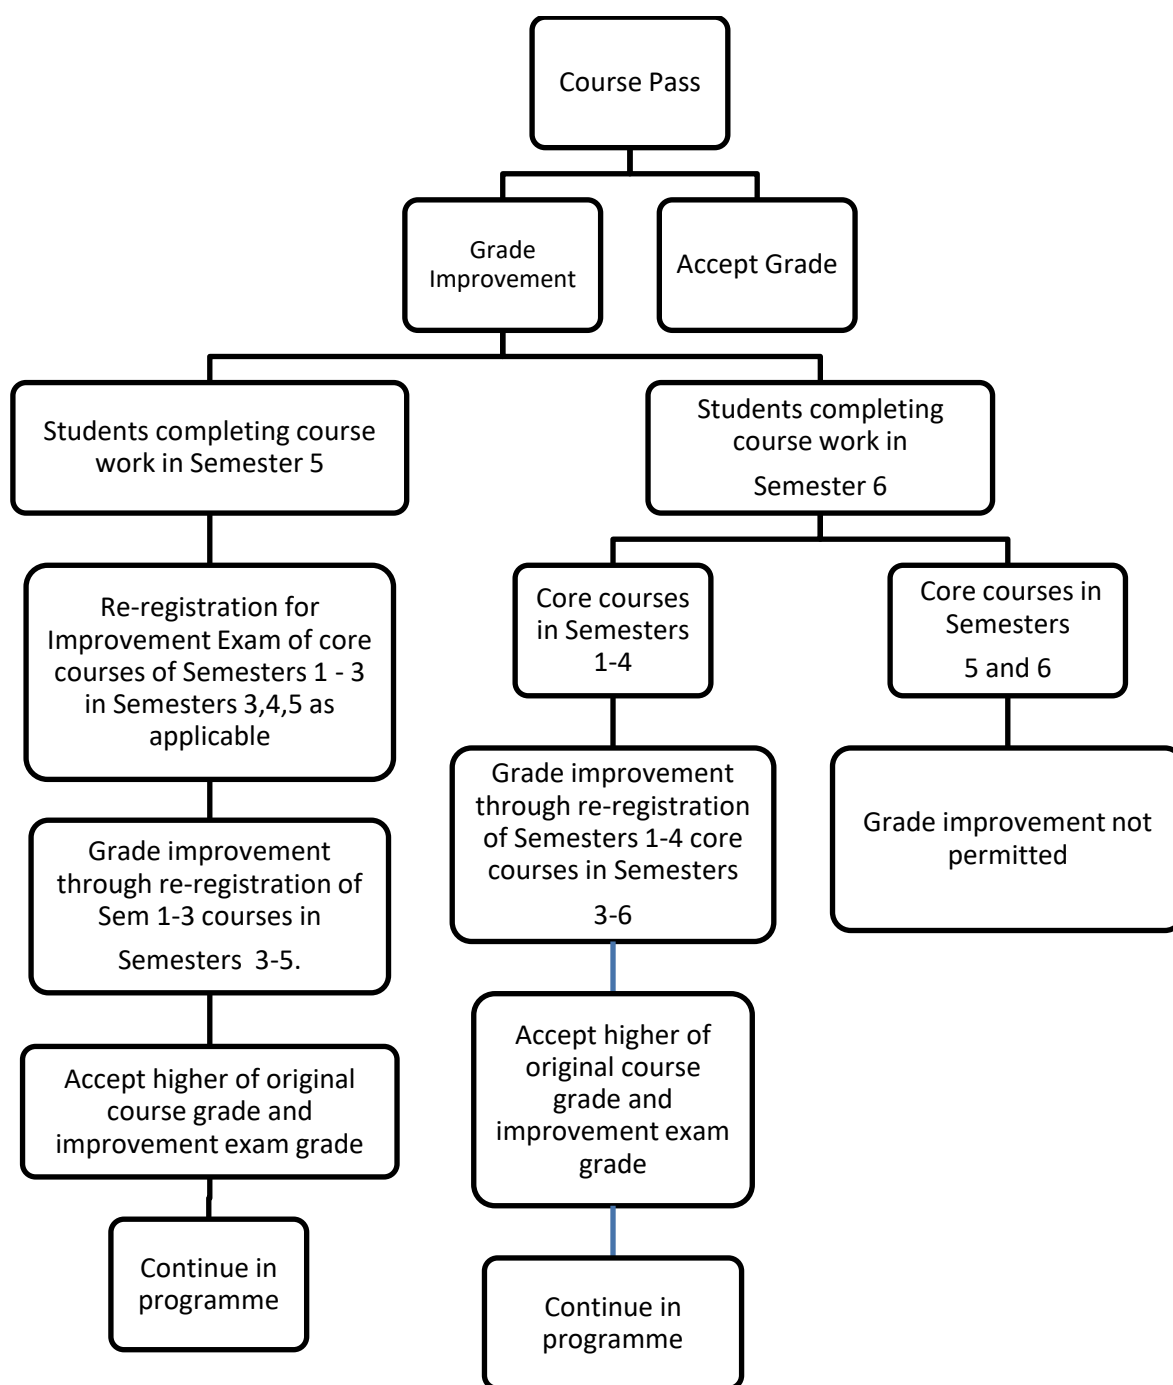 Course Pass
Grade
Improvement
Accept Grade
Students completing course
work in Semester 5
Students completing
course work in
Semester 6
Re-registration for
Improvement Exam of core
courses of Semesters 1 - 3
in Semesters 3,4,5 as
applicable
Core courses
in Semesters
1-4
Core courses in
Semesters
5 and 6
Grade improvement
through re-registration of
Sem 1-3 courses in
Semesters 3-5.
Grade improvement
through re-registration
of Semesters 1-4 core
courses in Semesters
3-6
Grade improvement not
permitted
Accept higher of original
course grade and
improvement exam grade
Accept higher of
original course
grade and
improvement exam
grade
Continue in
programme
Continue in
programme